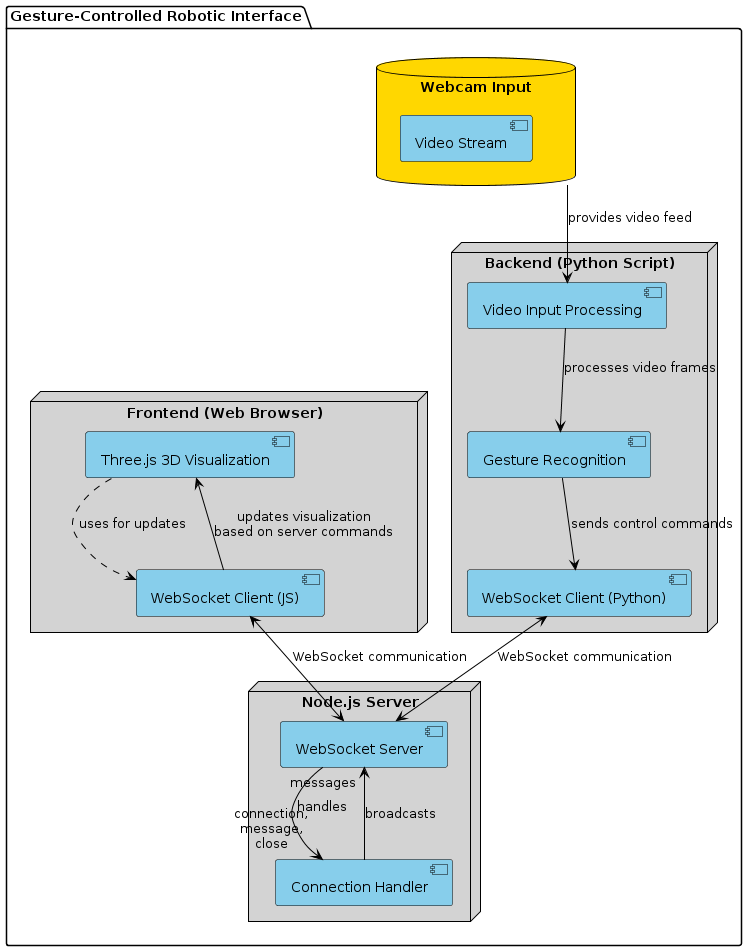 Gesture-Controlled Robotic Interface
Webcam Input
Video Stream
provides video feed
Backend (Python Script)
Video Input Processing
processes video frames
Frontend (Web Browser)
Three.js 3D Visualization
Gesture Recognition
uses for updates
updates visualization
based on server commands
sends control commands
WebSocket Client (JS)
WebSocket Client (Python)
WebSocket communication
WebSocket communication
Node.js Server
WebSocket Server
messages
handles
connection,
message,
close
broadcasts
Connection Handler